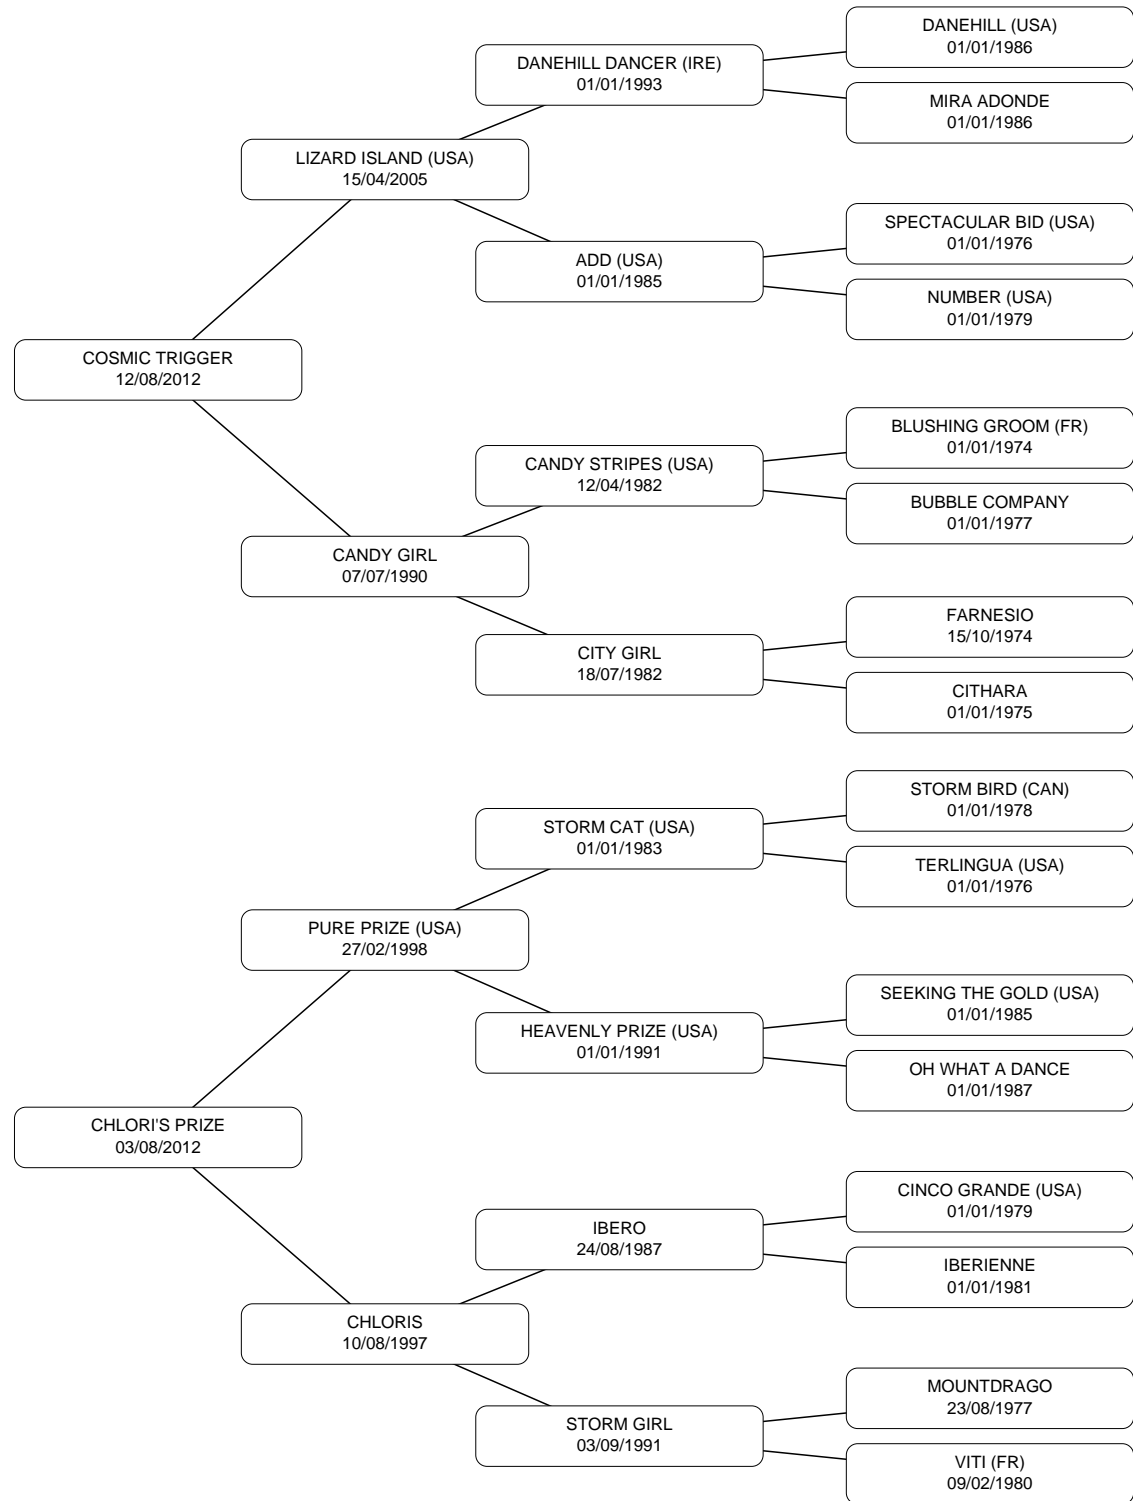 DANEHILL (USA)
01/01/1986
DANEHILL DANCER (IRE)
01/01/1993
MIRA ADONDE
01/01/1986
LIZARD ISLAND (USA)
15/04/2005
SPECTACULAR BID (USA)
01/01/1976
ADD (USA)
01/01/1985
NUMBER (USA)
01/01/1979
COSMIC TRIGGER
12/08/2012
BLUSHING GROOM (FR)
01/01/1974
CANDY STRIPES (USA)
12/04/1982
BUBBLE COMPANY
01/01/1977
CANDY GIRL
07/07/1990
FARNESIO
15/10/1974
CITY GIRL
18/07/1982
CITHARA
01/01/1975
STORM BIRD (CAN)
01/01/1978
STORM CAT (USA)
01/01/1983
TERLINGUA (USA)
01/01/1976
PURE PRIZE (USA)
27/02/1998
SEEKING THE GOLD (USA)
01/01/1985
HEAVENLY PRIZE (USA)
01/01/1991
OH WHAT A DANCE
01/01/1987
CHLORI'S PRIZE
03/08/2012
CINCO GRANDE (USA)
01/01/1979
IBERO
24/08/1987
IBERIENNE
01/01/1981
CHLORIS
10/08/1997
MOUNTDRAGO
23/08/1977
STORM GIRL
03/09/1991
VITI (FR)
09/02/1980